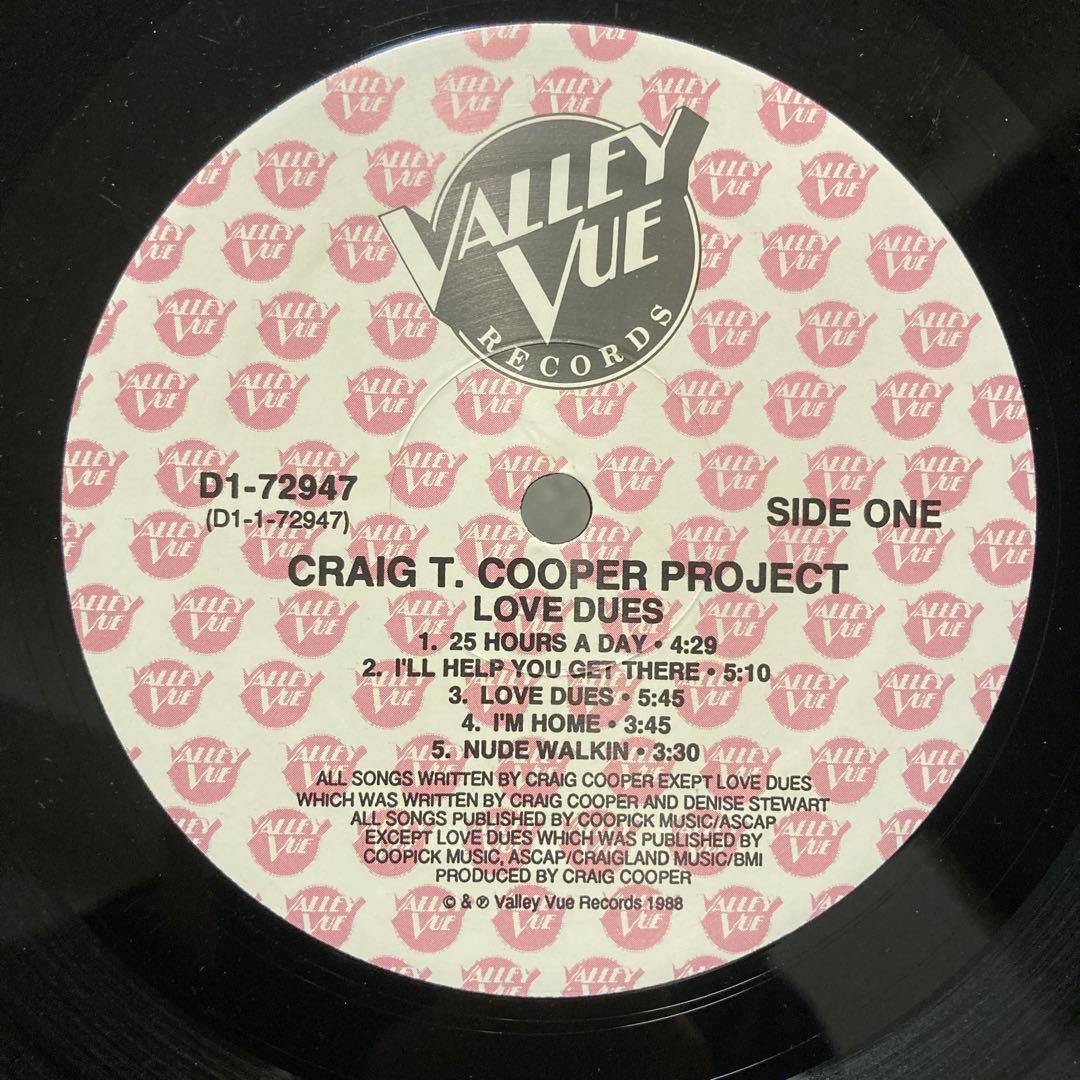 VALLEY
VUE
RECORDS
D1-72947
(D1-1-72947)
SIDE ONE
CRAIG T. COOPER PROJECT
LOVE DUES
1. 25 HOURS A DAY • 4:29
2. I'LL HELP YOU GET THERE • 5:10
3. LOVE DUES • 5:45
4. I'M HOME • 3:45
5. NUDE WALKIN • 3:30
ALL SONGS WRITTEN BY CRAIG COOPER EXEPT LOVE DUES
WHICH WAS WRITTEN BY CRAIG COOPER AND DENISE STEWART
ALL SONGS PUBLISHED BY COOPICK MUSIC/ASCAP
EXCEPT LOVE DUES WHICH WAS PUBLISHED BY
COOPICK MUSIC, ASCAP/CRAIGLAND MUSIC/BMI
PRODUCED BY CRAIG COOPER
© & ℗ Valley Vue Records 1988